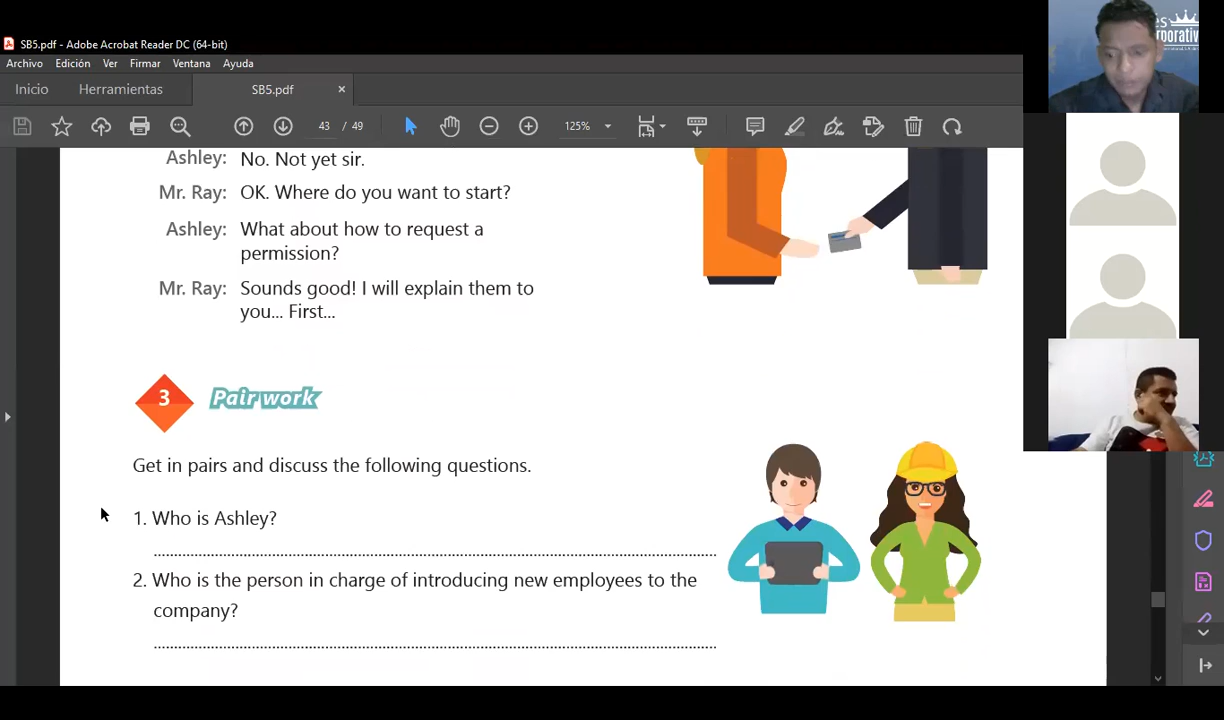 SB5.pdf - Adobe Acrobat Reader DC (64-bit)
Archivo Edición Ver Firmar Ventana Ayuda
Inicio Herramientas SB5.pdf ×
43 / 49 125%
Ashley: No. Not yet sir.
Mr. Ray: OK. Where do you want to start?
Ashley: What about how to request a
permission?
Mr. Ray: Sounds good! I will explain them to
you... First...
3 Pair work
Get in pairs and discuss the following questions.
1. Who is Ashley?
2. Who is the person in charge of introducing new employees to the
company?